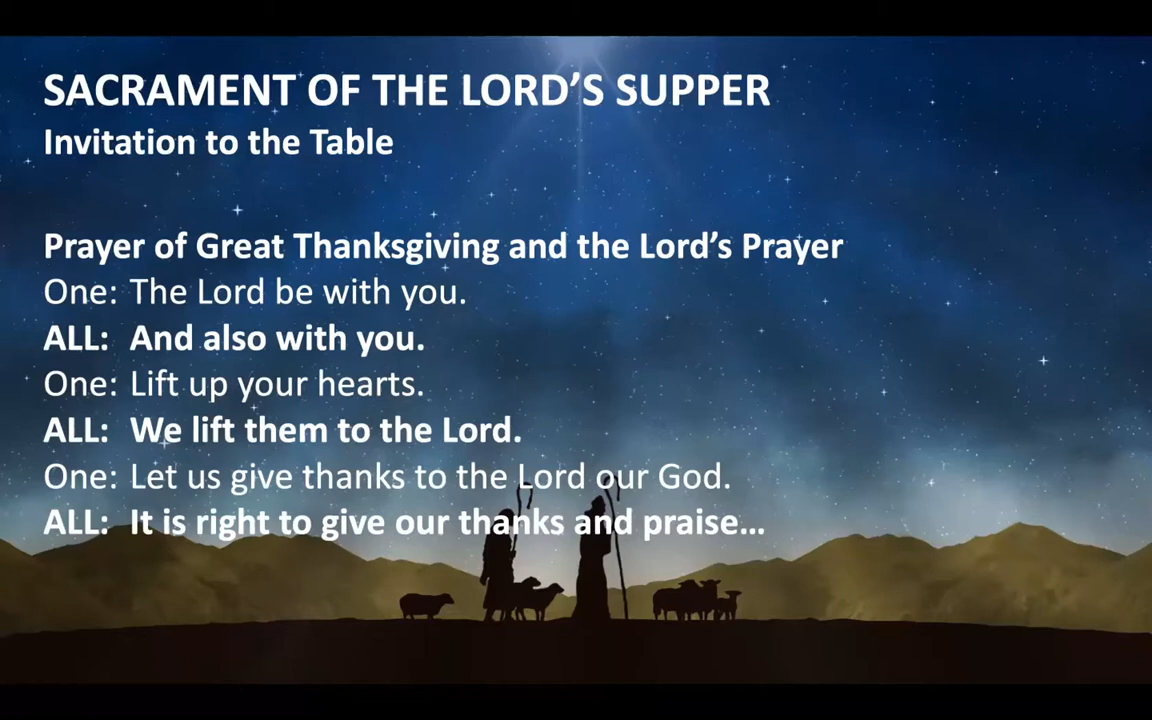 SACRAMENT OF THE LORD’S SUPPER
Invitation to the Table
Prayer of Great Thanksgiving and the Lord’s Prayer
One: The Lord be with you.
ALL: And also with you.
One: Lift up your hearts.
ALL: We lift them to the Lord.
One: Let us give thanks to the Lord our God.
ALL: It is right to give our thanks and praise…